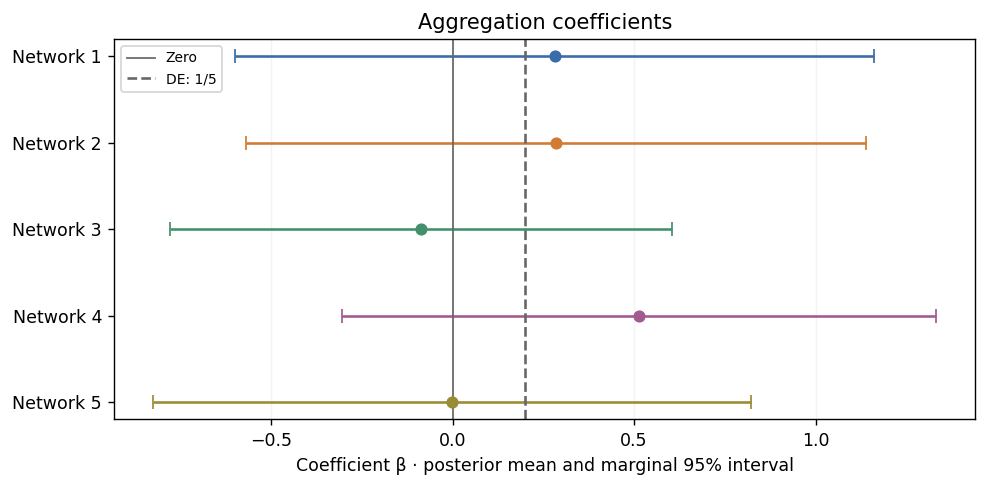 Aggregation coefficients
Network 1
Network 2
Network 3
Network 4
Network 5
Zero
DE: 1/5
−0.5
0.0
0.5
1.0
Coefficient β · posterior mean and marginal 95% interval